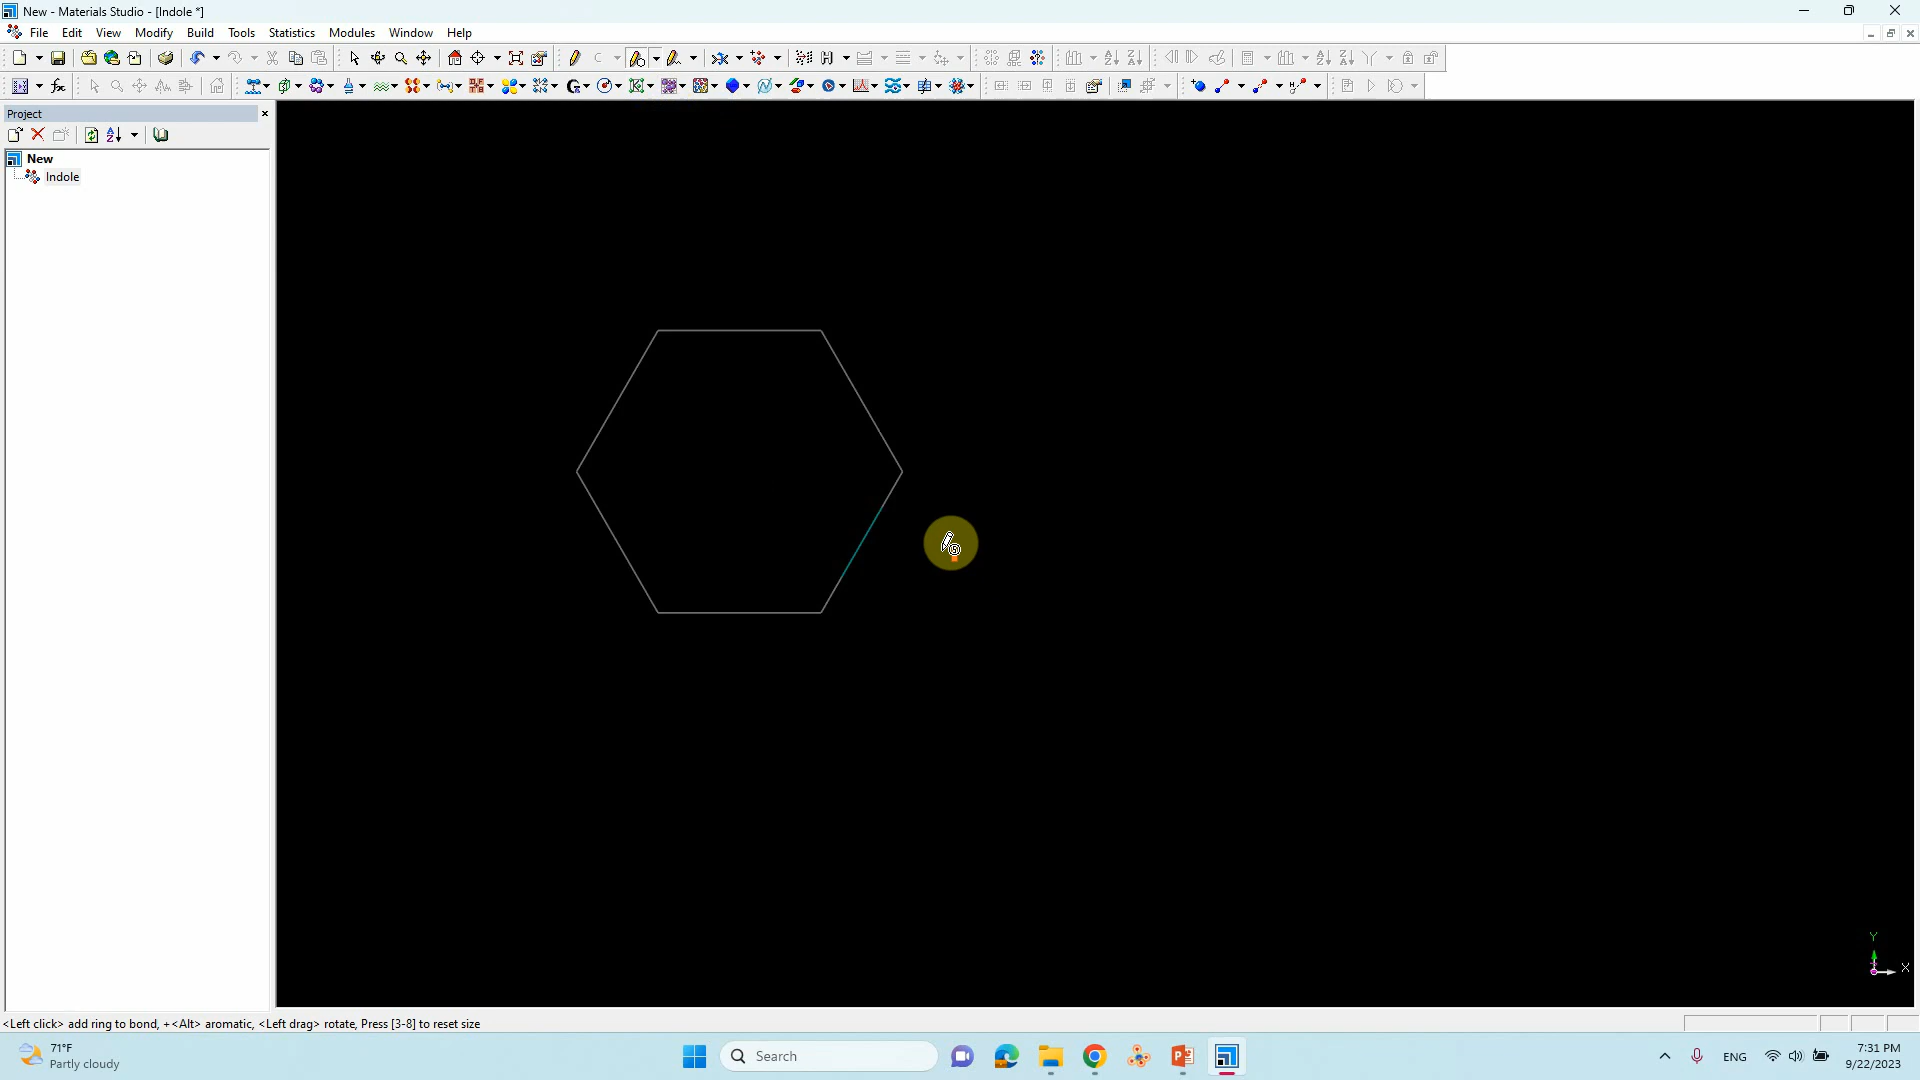 New - Materials Studio - [Indole *]
File Edit View Modify Build Tools Statistics Modules Window Help
Project
New
Indole
Y
X
<Left click> add ring to bond, +<Alt> aromatic, <Left drag> rotate, Press [3-8] to reset size
71°F
Partly cloudy
Search
ENG
7:31 PM
9/22/2023